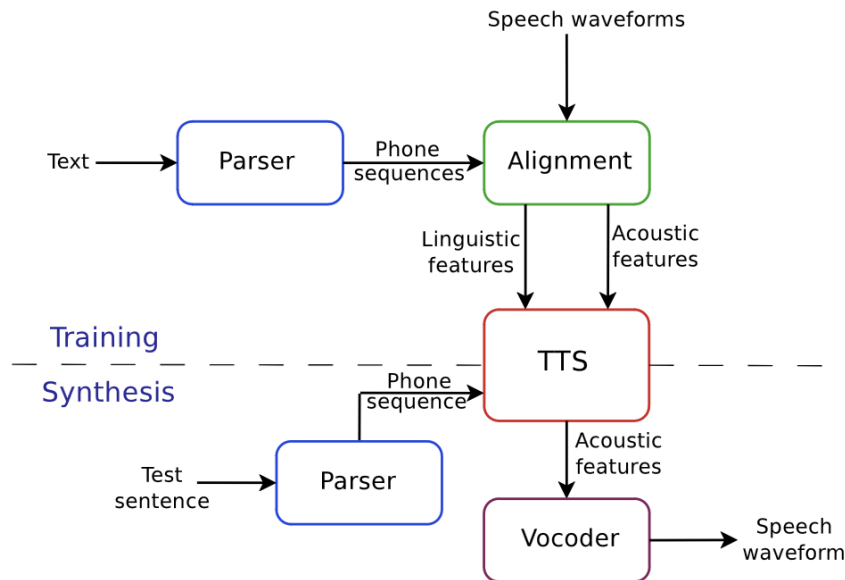 Speech waveforms
Text
Parser
Phone
sequences
Alignment
Linguistic
features
Acoustic
features
Training
TTS
Synthesis
Phone
sequence
Test
sentence
Parser
Acoustic
features
Vocoder
Speech
waveform